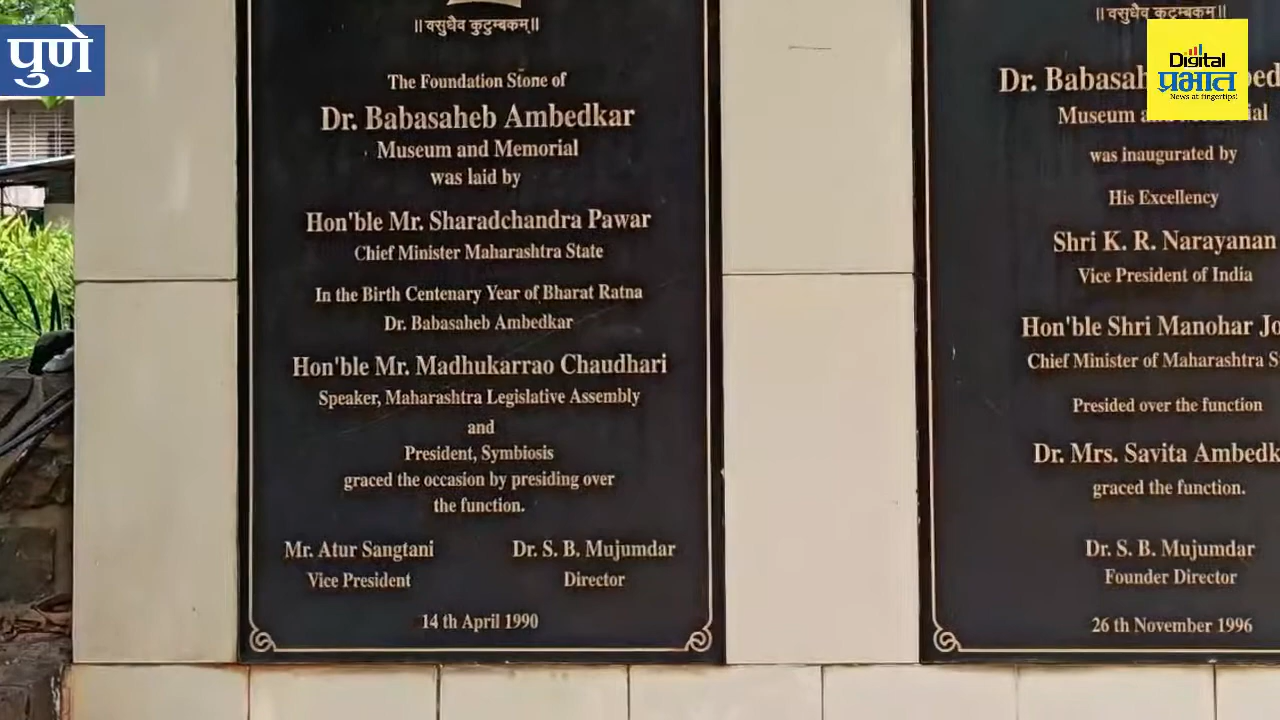 पुणे
॥ वसुधैव कुटुम्बकम् ॥
The Foundation Stone of
Dr. Babasaheb Ambedkar
Museum and Memorial
was laid by
Hon'ble Mr. Sharadchandra Pawar
Chief Minister Maharashtra State
In the Birth Centenary Year of Bharat Ratna
Dr. Babasaheb Ambedkar
Hon'ble Mr. Madhukarrao Chaudhari
Speaker, Maharashtra Legislative Assembly
and
President, Symbiosis
graced the occasion by presiding over
the function.
Mr. Atur Sangtani Dr. S. B. Mujumdar
Vice President Director
14 th April 1990
॥ वसुधैव कुटुम्बकम् ॥
Dr.
Museum
was inaugurated by
His Excellency
Shri K. R. Narayanan
Vice President of India
Hon'ble Shri Manohar
Chief Minister of Maharashtra
Presided over the function
Dr. Mrs. Savita
graced the function.
Dr. S. B. Mujumdar
Founder Director
26 th November 1996
Digital
प्रभात
News at fingertips!